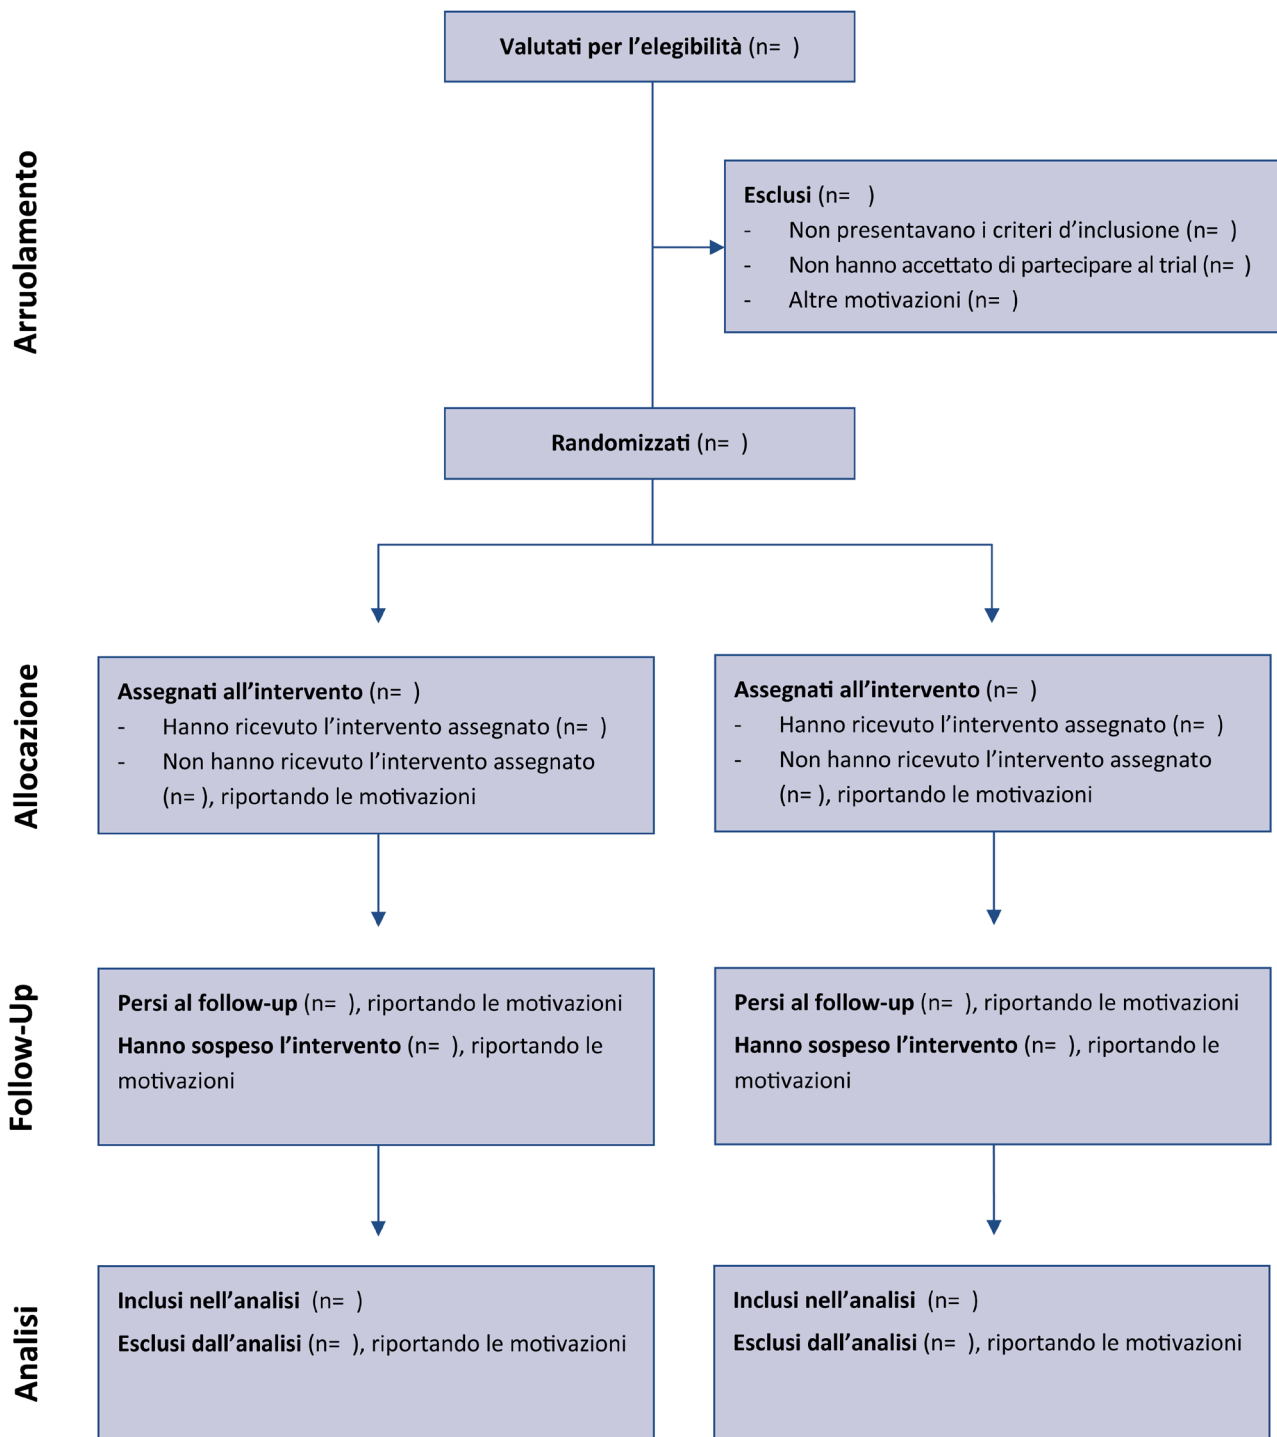 Valutati per l'elegibilità (n=  )
Arruolamento
Esclusi (n=   )
- Non presentavano i criteri d'inclusione (n=  )
- Non hanno accettato di partecipare al trial (n=  )
- Altre motivazioni (n=  )
Randomizzati (n=  )
Allocazione
Assegnati all'intervento (n=  )
- Hanno ricevuto l'intervento assegnato (n=  )
- Non hanno ricevuto l'intervento assegnato
(n= ), riportando le motivazioni
Assegnati all'intervento (n=  )
- Hanno ricevuto l'intervento assegnato (n=  )
- Non hanno ricevuto l'intervento assegnato
(n= ), riportando le motivazioni
Follow-Up
Persi al follow-up (n=  ), riportando le motivazioni
Hanno sospeso l'intervento (n=  ), riportando le
motivazioni
Persi al follow-up (n=  ), riportando le motivazioni
Hanno sospeso l'intervento (n=  ), riportando le
motivazioni
Analisi
Inclusi nell'analisi  (n=  )
Esclusi dall'analisi (n=  ), riportando le motivazioni
Inclusi nell'analisi  (n=  )
Esclusi dall'analisi (n=  ), riportando le motivazioni